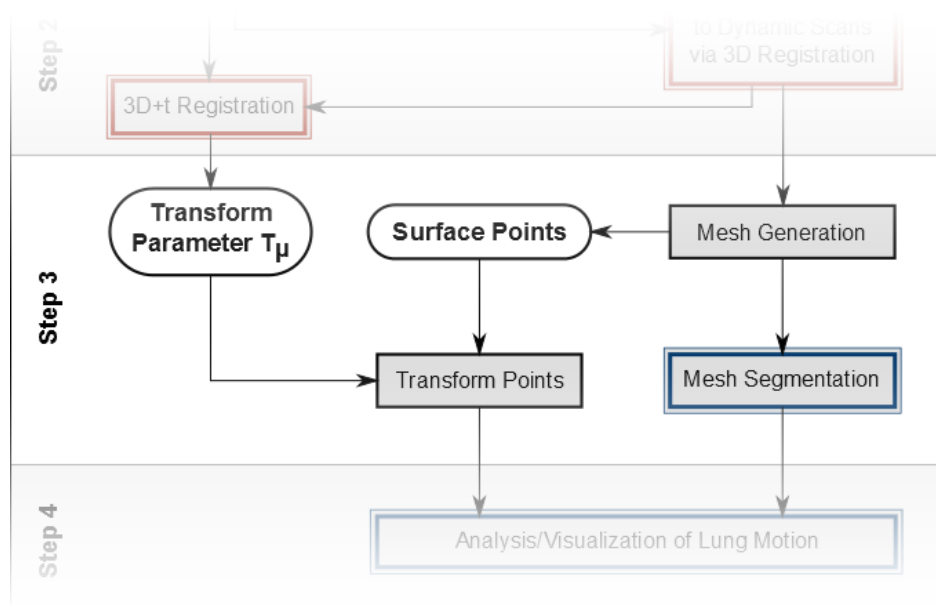 Step 2
to Dynamic Scans
via 3D Registration
3D+t Registration
Step 3
Transform
Parameter Tμ
Surface Points
Mesh Generation
Transform Points
Mesh Segmentation
Step 4
Analysis/Visualization of Lung Motion